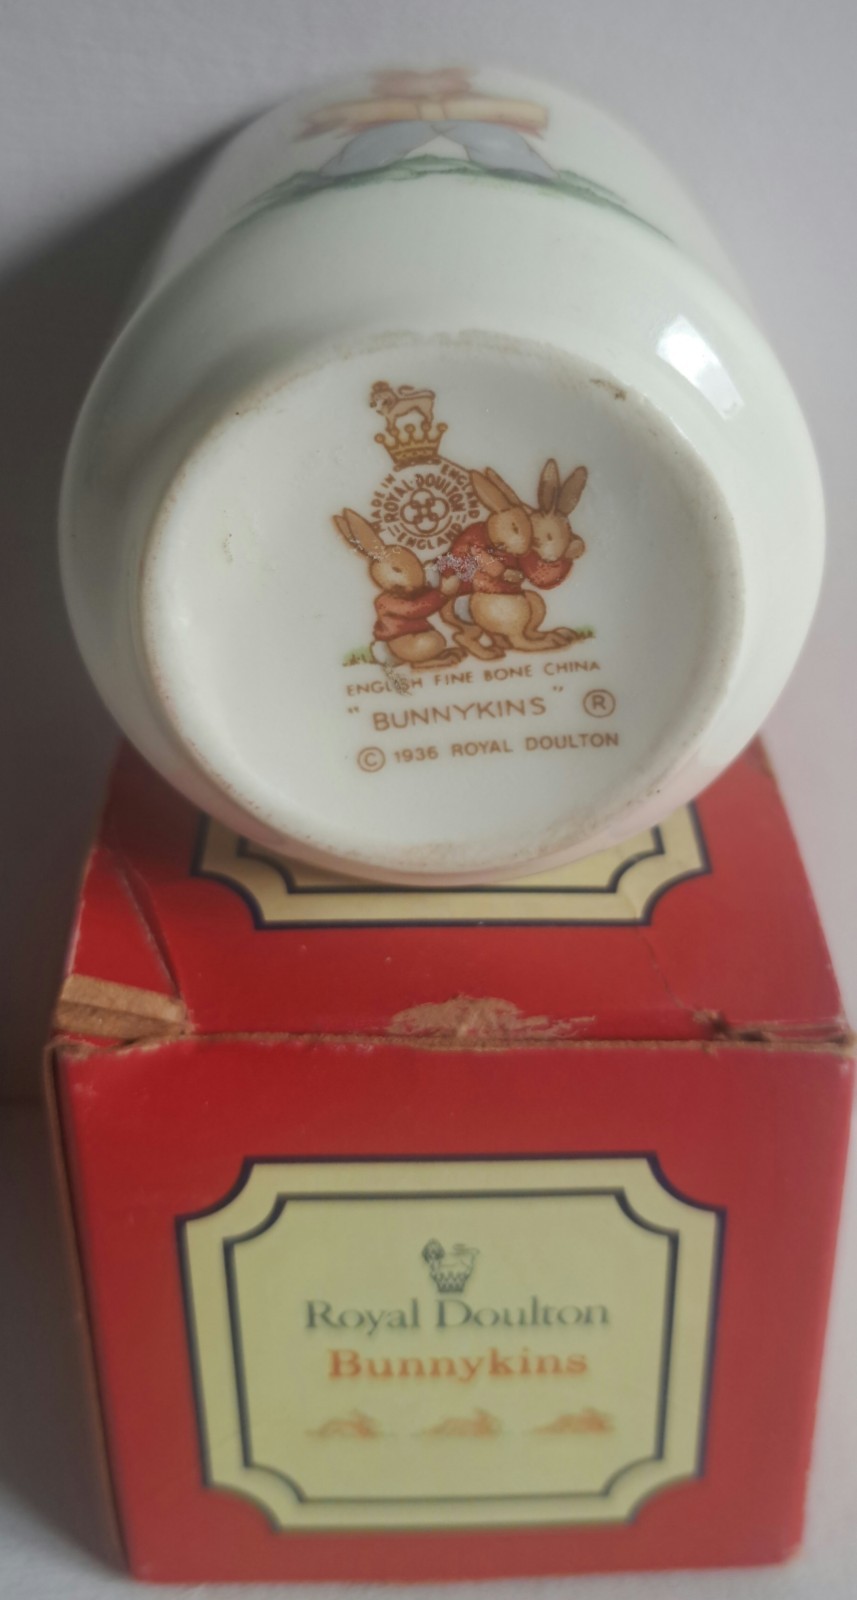 MADE IN ENGLAND
ROYAL DOULTON
ENGLAND
ENGLISH FINE BONE CHINA
"BUNNYKINS" ®
© 1936 ROYAL DOULTON
Royal Doulton
Bunnykins